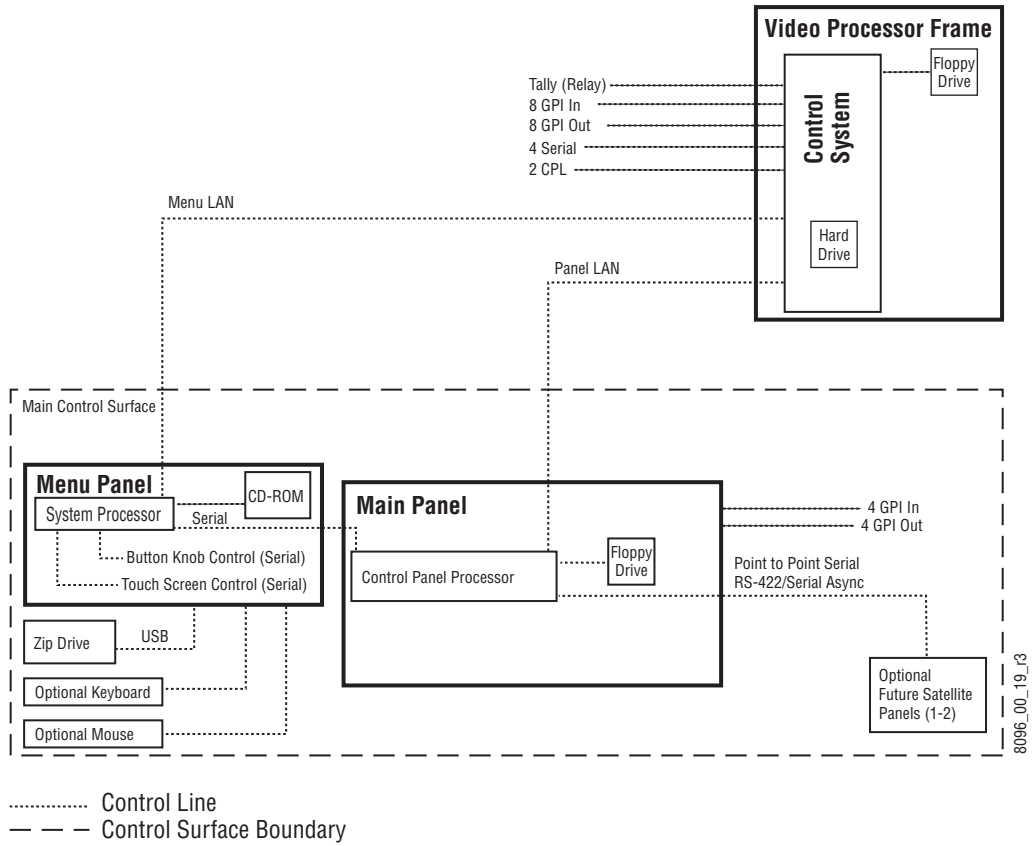 Video Processor Frame
Floppy
Drive
Control
System
Tally (Relay)
8 GPI In
8 GPI Out
4 Serial
2 CPL
Menu LAN
Hard
Drive
Panel LAN
Main Control Surface
Menu Panel
CD-ROM
System Processor
Serial
Button Knob Control (Serial)
Touch Screen Control (Serial)
Main Panel
4 GPI In
4 GPI Out
Floppy
Drive
Control Panel Processor
Point to Point Serial
RS-422/Serial Async
Zip Drive
USB
Optional Keyboard
Optional Mouse
Optional
Future Satellite
Panels (1-2)
8096_00_19_r3
Control Line
Control Surface Boundary